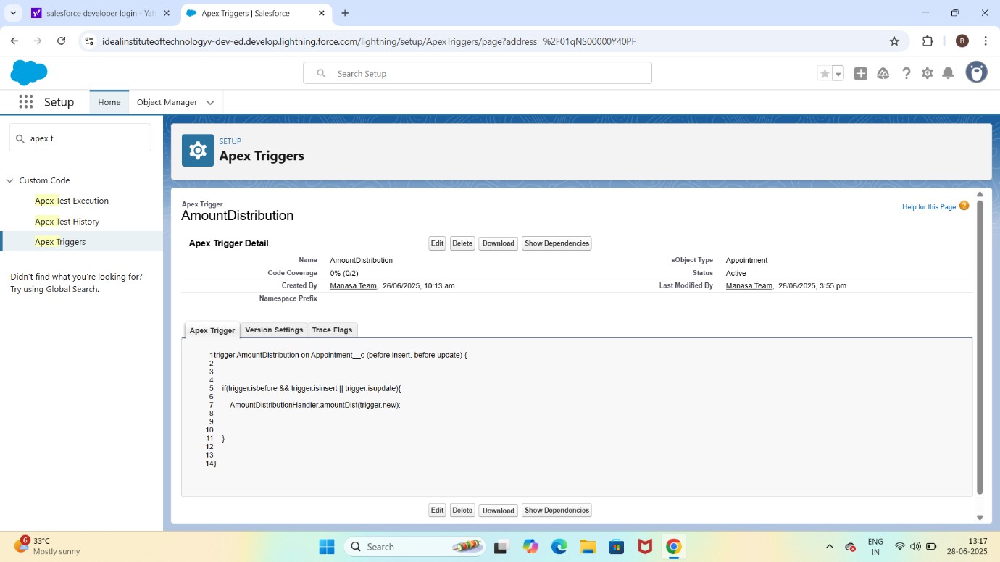 salesforce developer login - Yah
Apex Triggers | Salesforce
idealinstituteoftechnologyv-dev-ed.develop.lightning.force.com/lightning/setup/ApexTriggers/page?address=%2F01qNS00000Y40PF
B
Search Setup
Setup
Home
Object Manager
apex t
Custom Code
Apex Test Execution
Apex Test History
Apex Triggers
Didn't find what you're looking for?
Try using Global Search.
SETUP
Apex Triggers
Apex Trigger
AmountDistribution
Help for this Page
Apex Trigger Detail
Edit Delete Download Show Dependencies
Name AmountDistribution sObject Type Appointment
Code Coverage 0% (0/2) Status Active
Created By Manasa Team, 26/06/2025, 10:13 am Last Modified By Manasa Team, 26/06/2025, 3:55 pm
Namespace Prefix
Apex Trigger Version Settings Trace Flags
1 trigger AmountDistribution on Appointment__c (before insert, before update) {
2
3
4
5 if(trigger.isbefore && trigger.isinsert || trigger.isupdate){
6
7 AmountDistributionHandler.amountDist(trigger.new);
8
9
10
11 }
12
13
14 }
Edit Delete Download Show Dependencies
6
33°C
Mostly sunny
Search
ENG
IN
13:17
28-06-2025